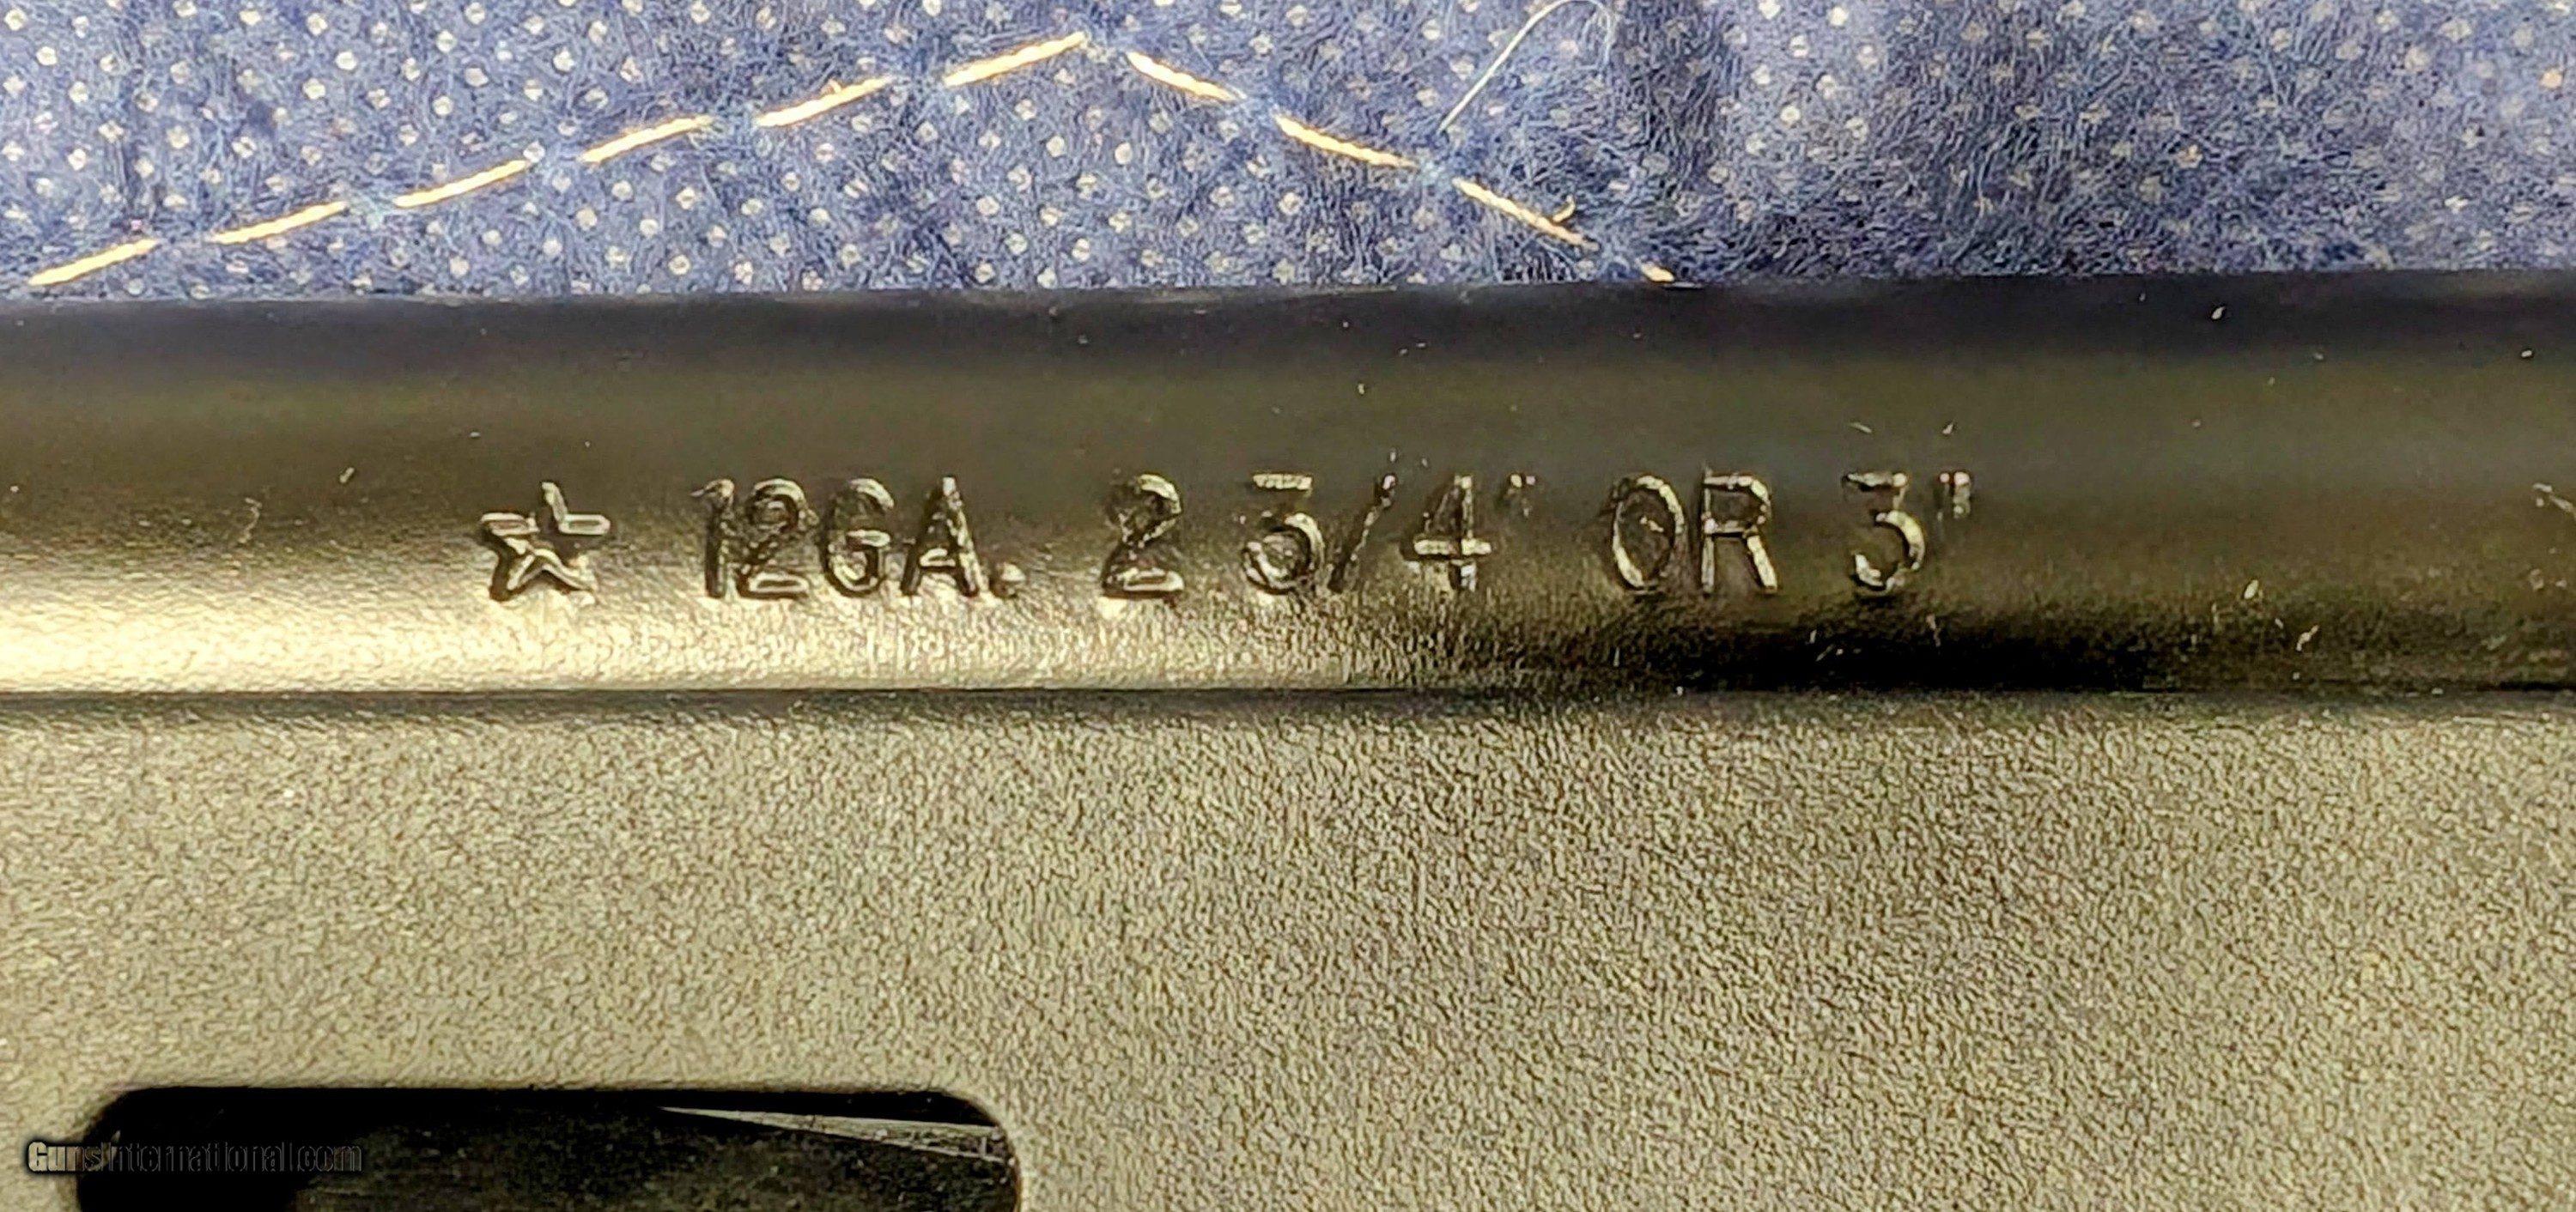 ☆ 12GA. 2 3/4" OR 3"
GunsInternational.com